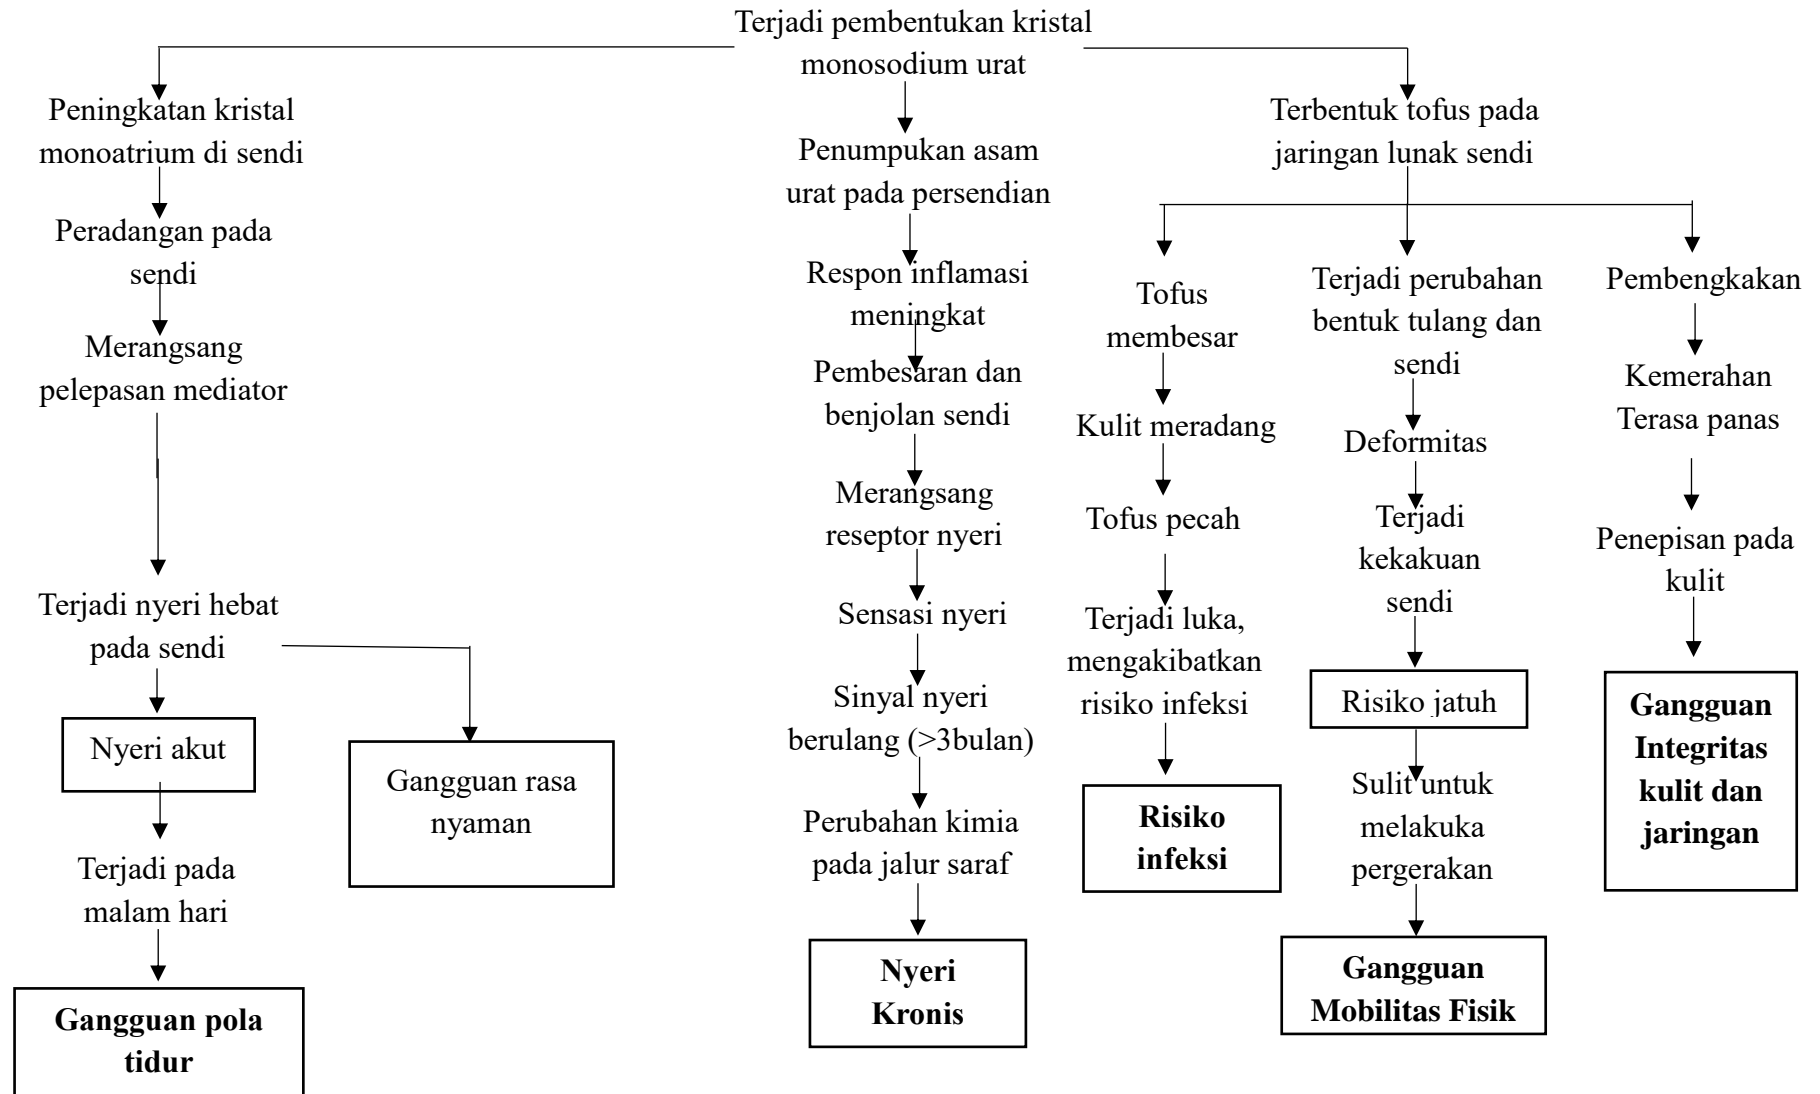 Terjadi pembentukan kristal
monosodium urat
Peningkatan kristal
monoatrium di sendi
Peradangan pada
sendi
Merangsang
pelepasan mediator
Terjadi nyeri hebat
pada sendi
Nyeri akut
Gangguan rasa
nyaman
Terjadi pada
malam hari
Gangguan pola
tidur
Penumpukan asam
urat pada persendian
Respon inflamasi
meningkat
Pembesaran dan
benjolan sendi
Merangsang
reseptor nyeri
Sensasi nyeri
Sinyal nyeri
berulang (>3bulan)
Perubahan kimia
pada jalur saraf
Nyeri
Kronis
Terbentuk tofus pada
jaringan lunak sendi
Tofus
membesar
Kulit meradang
Tofus pecah
Terjadi luka,
mengakibatkan
risiko infeksi
Risiko
infeksi
Terjadi perubahan
bentuk tulang dan
sendi
Deformitas
Terjadi
kekakuan
sendi
Risiko jatuh
Sulit untuk
melakuka
pergerakan
Gangguan
Mobilitas Fisik
Pembengkakan
Kemerahan
Terasa panas
Penepisan pada
kulit
Gangguan
Integritas
kulit dan
jaringan